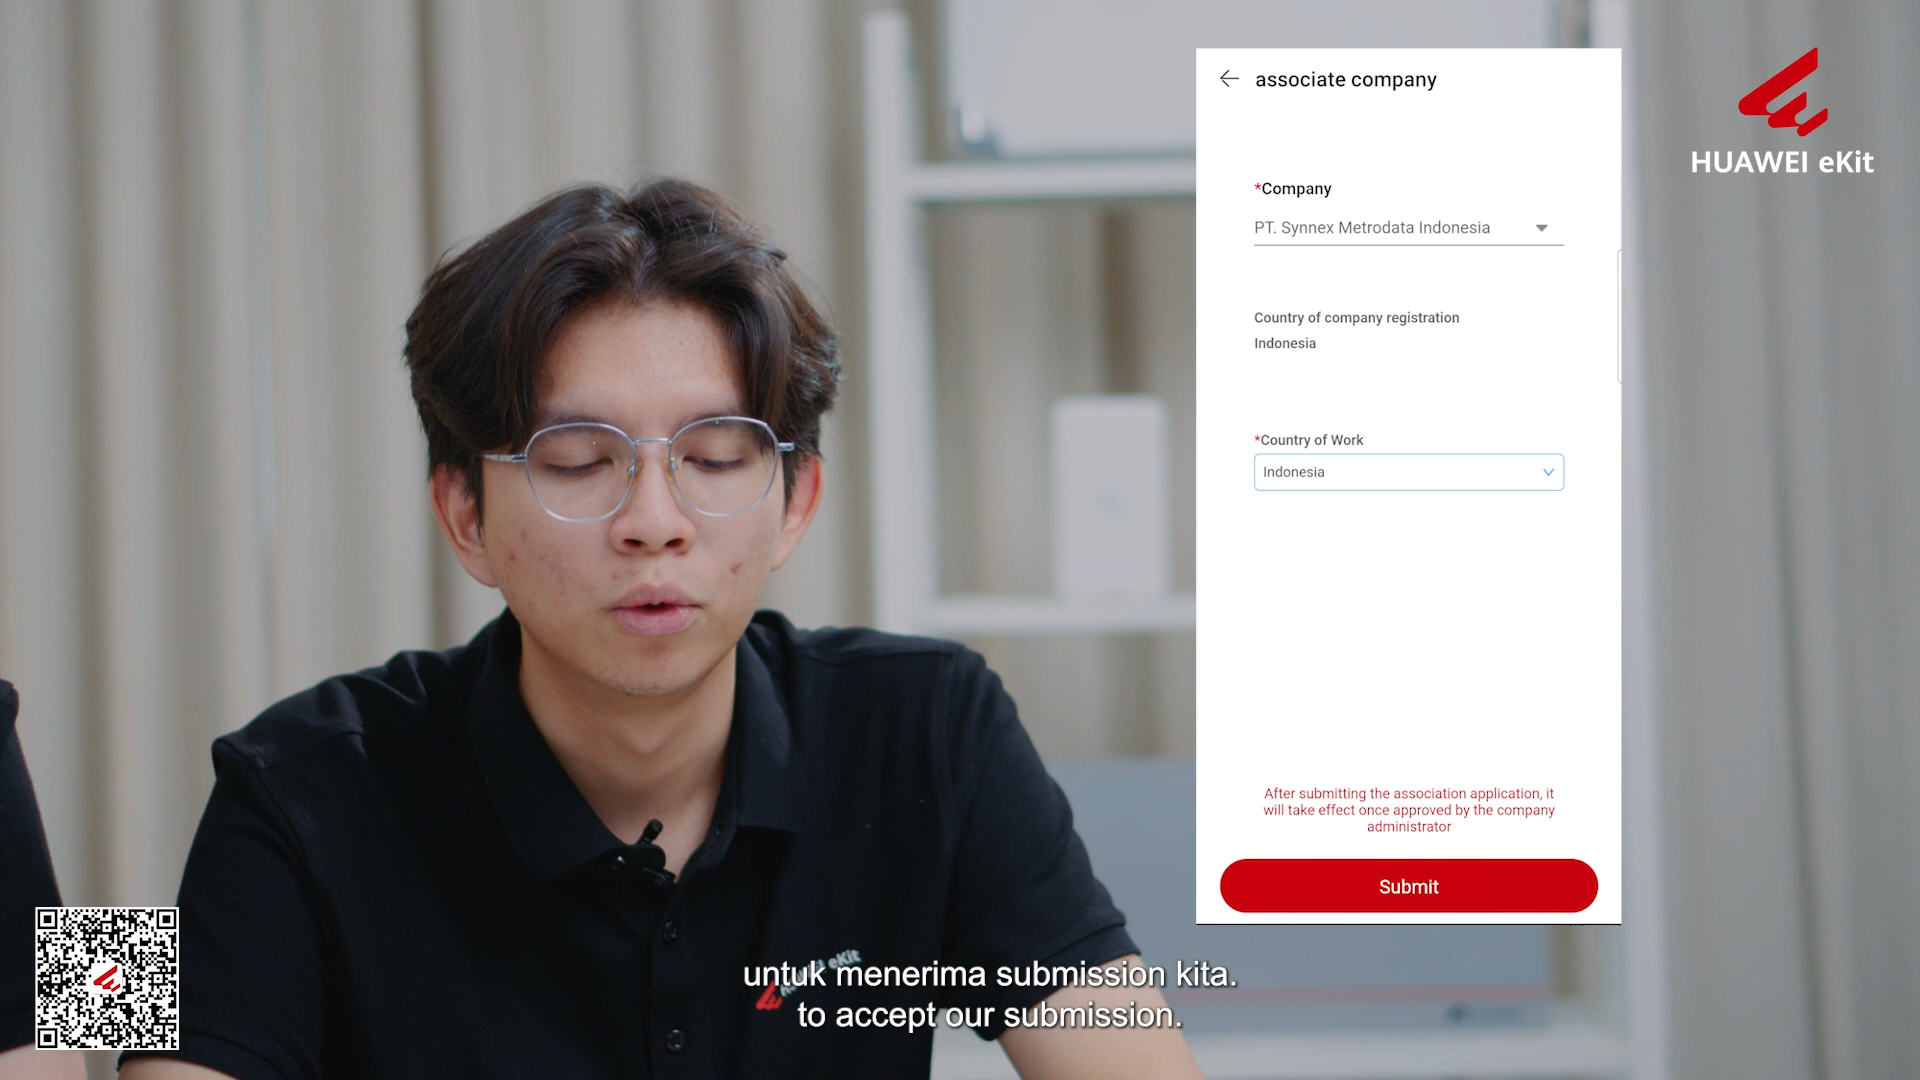 associate company
*Company
PT. Synnex Metrodata Indonesia
Country of company registration
Indonesia
*Country of Work
Indonesia
After submitting the association application, it
will take effect once approved by the company
administrator
Submit
HUAWEI eKit
eKit
untuk menerima submission kita.
to accept our submission.